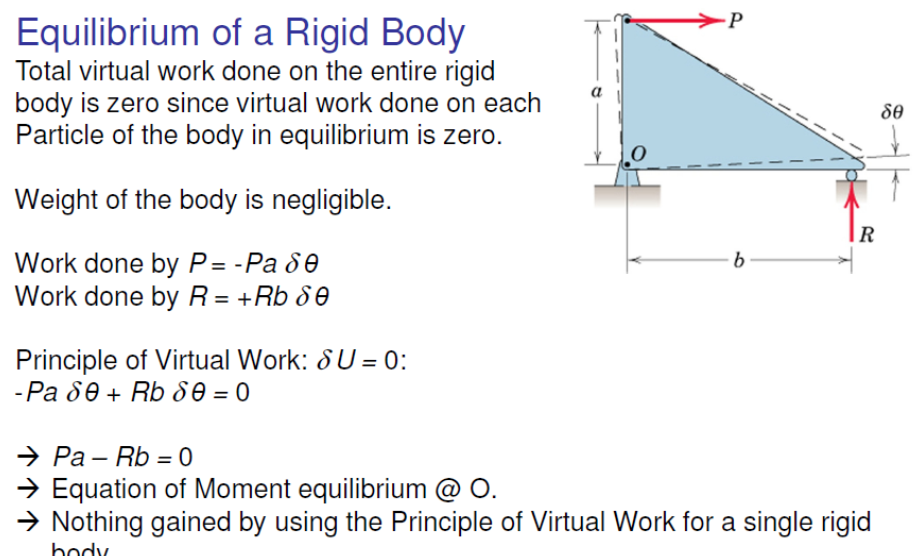 Equilibrium of a Rigid Body
Total virtual work done on the entire rigid
body is zero since virtual work done on each
Particle of the body in equilibrium is zero.
Weight of the body is negligible.
Work done by P = -Pa δθ
Work done by R = +Rb δθ
Principle of Virtual Work: δU = 0:
-Pa δθ + Rb δθ = 0
→ Pa – Rb = 0
→ Equation of Moment equilibrium @ O.
→ Nothing gained by using the Principle of Virtual Work for a single rigid
body
P
a
δθ
O
R
b